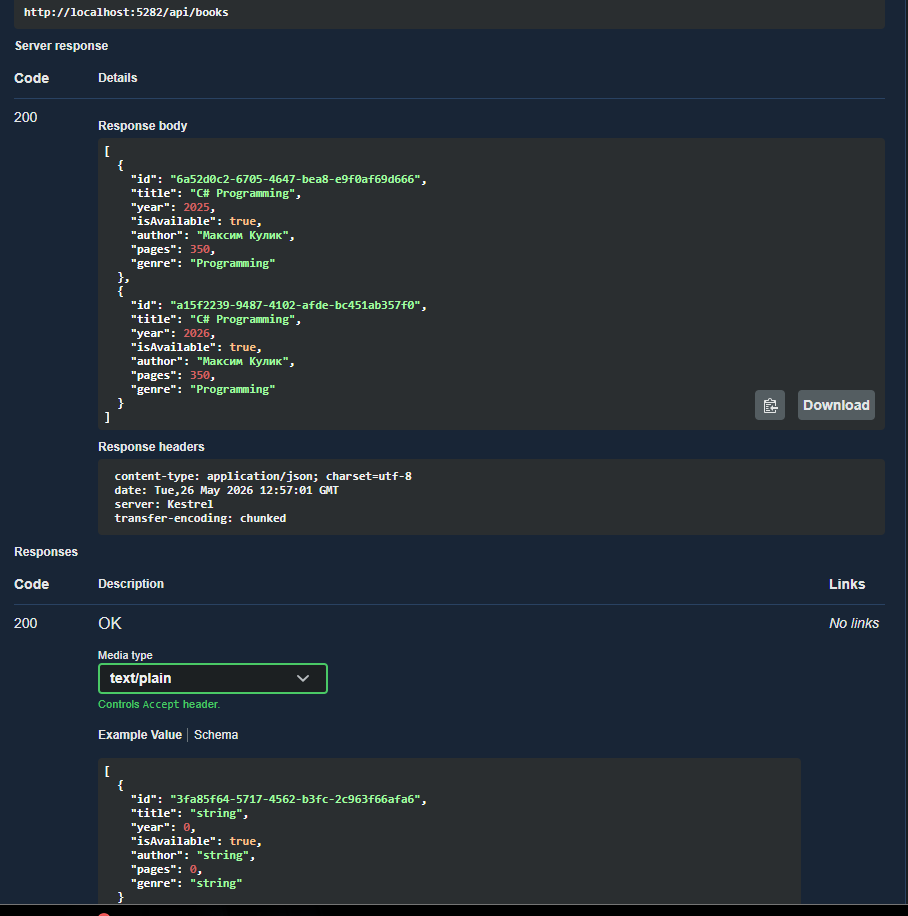 http://localhost:5282/api/books
Server response
Code Details
200
Response body
[
  {
    "id": "6a52d0c2-6705-4647-bea8-e9f0af69d666",
    "title": "C# Programming",
    "year": 2025,
    "isAvailable": true,
    "author": "Максим Кулик",
    "pages": 350,
    "genre": "Programming"
  },
  {
    "id": "a15f2239-9487-4102-afde-bc451ab357f0",
    "title": "C# Programming",
    "year": 2026,
    "isAvailable": true,
    "author": "Максим Кулик",
    "pages": 350,
    "genre": "Programming"
  }
]
Download
Response headers
content-type: application/json; charset=utf-8
date: Tue,26 May 2026 12:57:01 GMT
server: Kestrel
transfer-encoding: chunked
Responses
Code Description Links
200 OK No links
Media type
text/plain
Controls Accept header.
Example Value | Schema
[
  {
    "id": "3fa85f64-5717-4562-b3fc-2c963f66afa6",
    "title": "string",
    "year": 0,
    "isAvailable": true,
    "author": "string",
    "pages": 0,
    "genre": "string"
  }